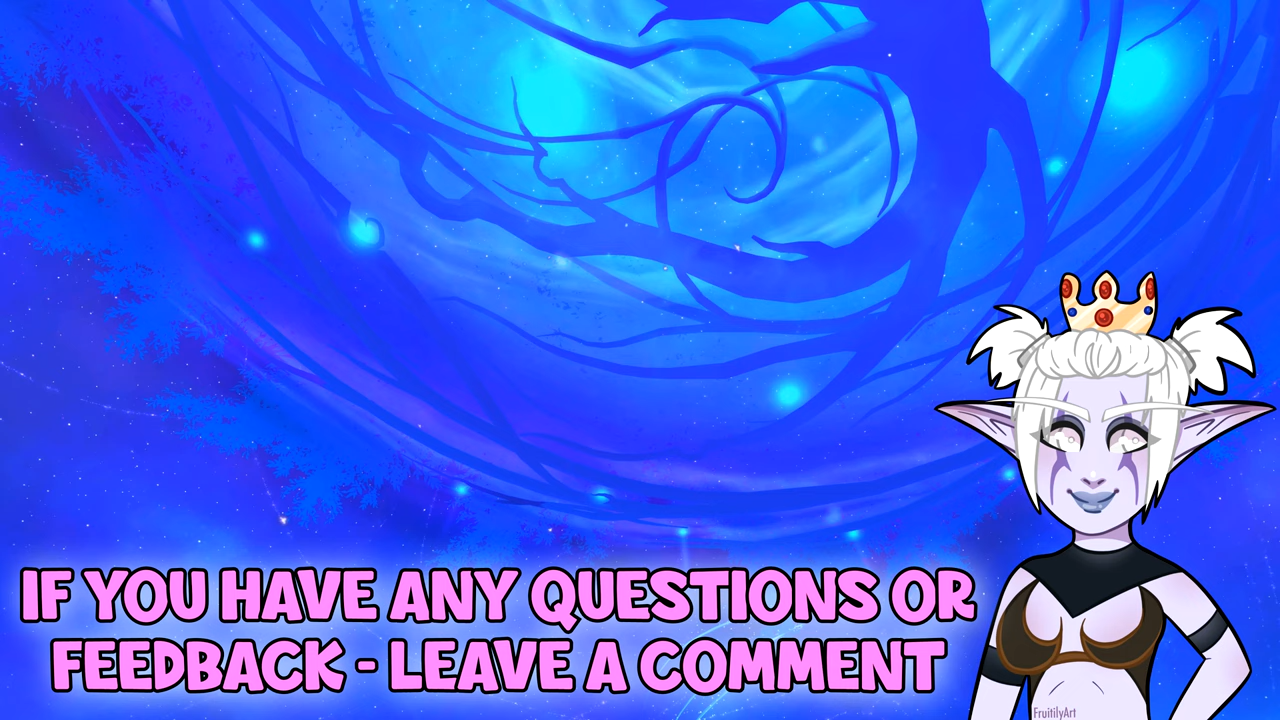 IF YOU HAVE ANY QUESTIONS OR
FEEDBACK - LEAVE A COMMENT
FruitilyArt